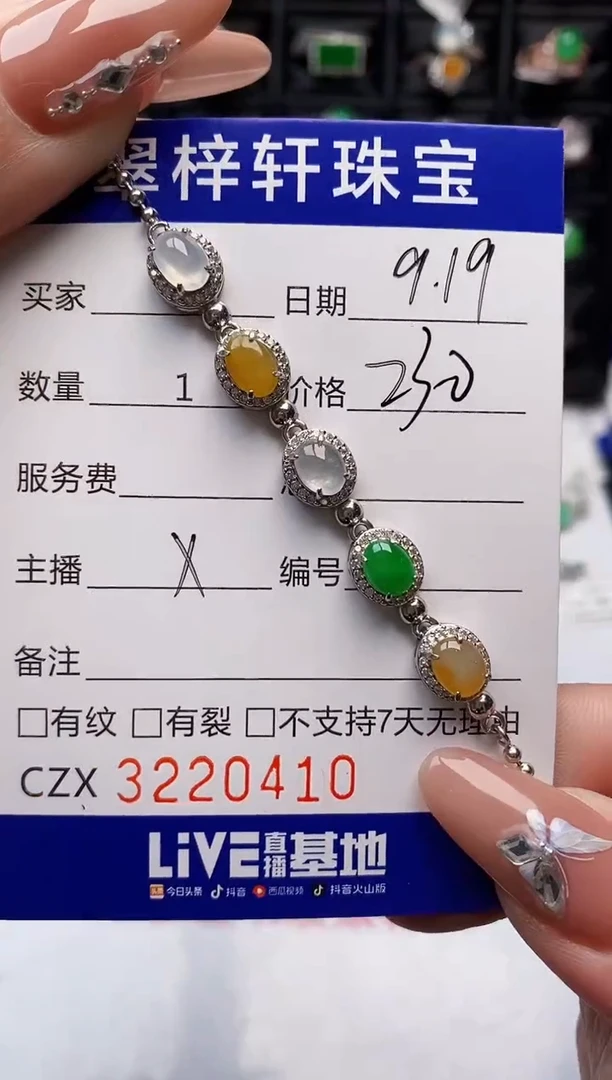 翠梓轩珠宝
买家 日期 9.19
数量 1 价格 230
服务费
主播 X 编号
备注
□有纹 □有裂 □不支持7天无理由
CZX 3220410
LiVE直播基地
今日头条 抖音 西瓜视频 抖音火山版